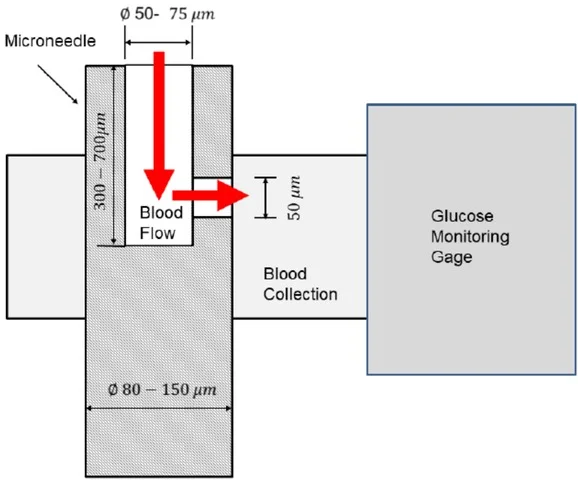 Ø 50- 75 μm
Microneedle
300 − 700μm
50 μm
Blood
Flow
Glucose
Monitoring
Gage
Blood
Collection
Ø 80 − 150 μm